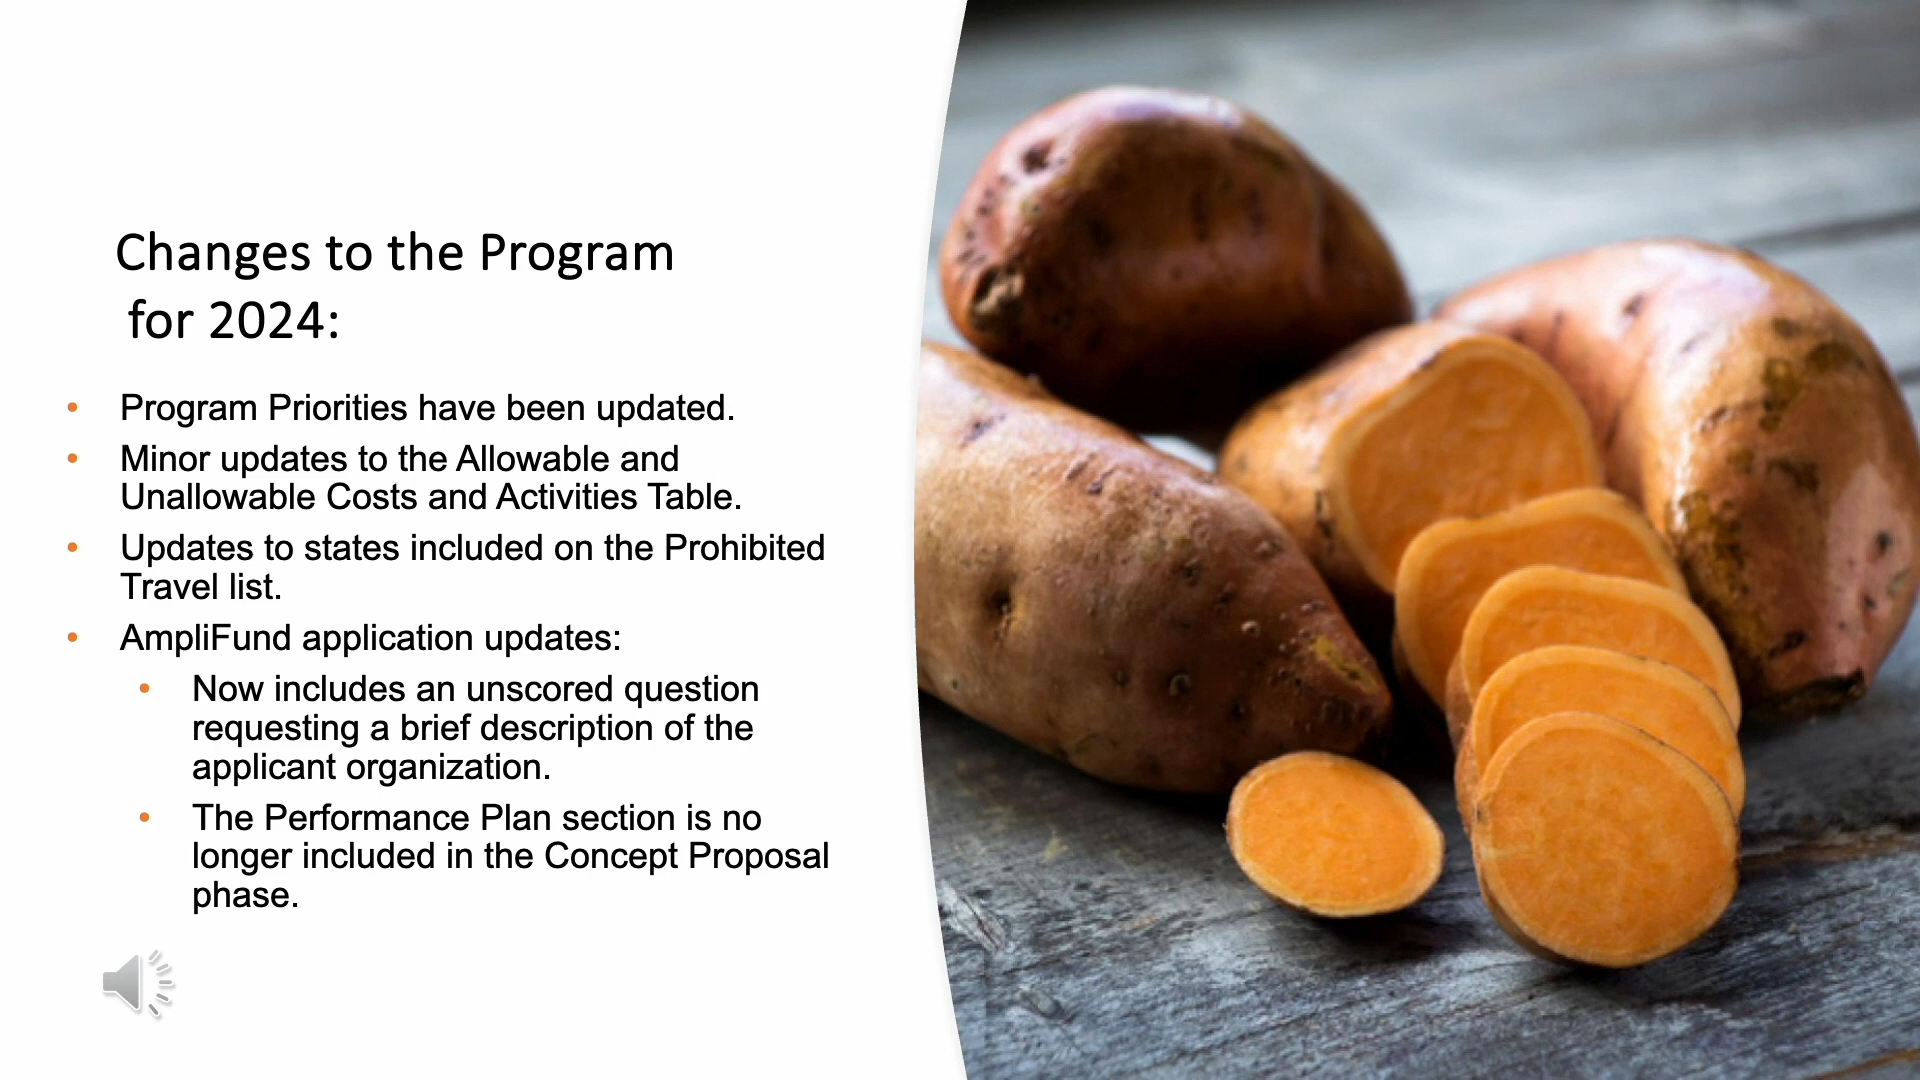 Changes to the Program
for 2024:
• Program Priorities have been updated.
• Minor updates to the Allowable and
Unallowable Costs and Activities Table.
• Updates to states included on the Prohibited
Travel list.
• AmpliFund application updates:
• Now includes an unscored question
requesting a brief description of the
applicant organization.
• The Performance Plan section is no
longer included in the Concept Proposal
phase.